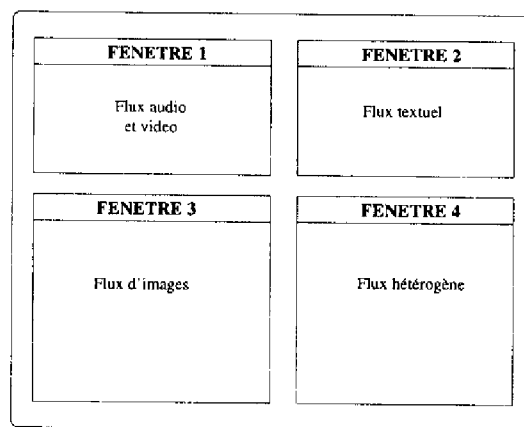 FENETRE 1
Flux audio
et video
FENETRE 2
Flux textuel
FENETRE 3
Flux d'images
FENETRE 4
Flux hétérogène